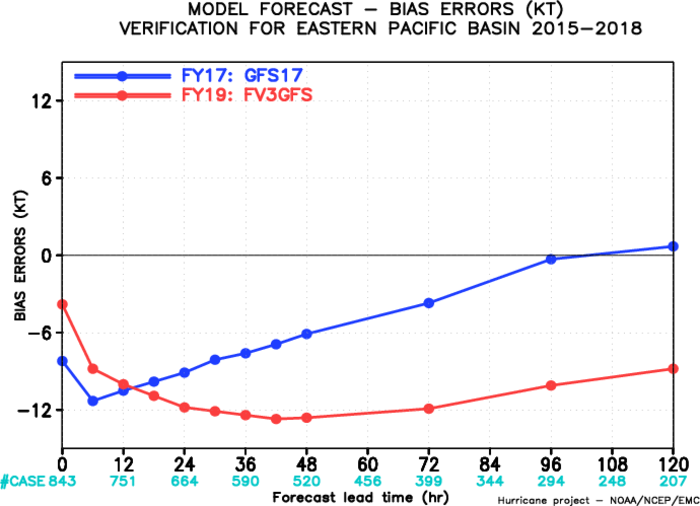 MODEL FORECAST – BIAS ERRORS (KT)
VERIFICATION FOR EASTERN PACIFIC BASIN 2015–2018
FY17: GFS17
FY19: FV3GFS
BIAS ERRORS (KT)
12
6
0
–6
–12
0 12 24 36 48 60 72 84 96 108 120
#CASE 843 751 664 590 520 456 399 344 294 248 207
Forecast lead time (hr)
Hurricane project – NOAA/NCEP/EMC